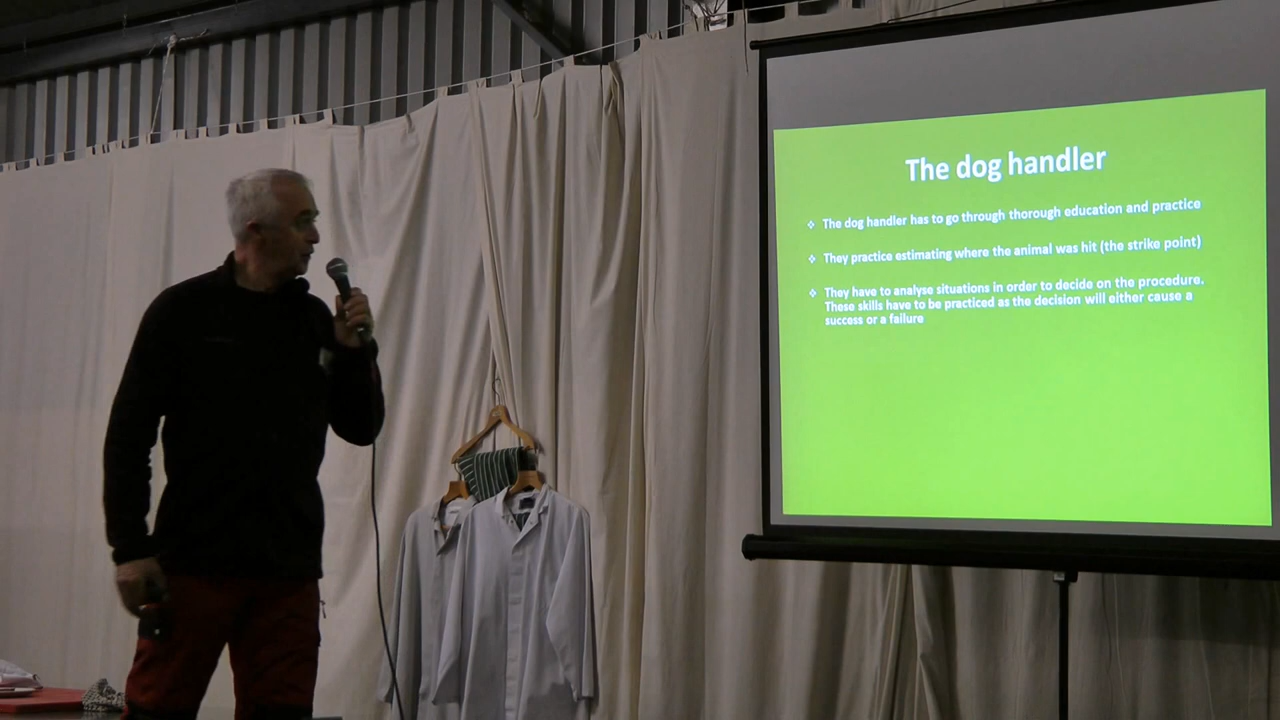 The dog handler
The dog handler has to go through thorough education and practice
They practice estimating where the animal was hit (the strike point)
They have to analyse situations in order to decide on the procedure.
These skills have to be practiced as the decision will either cause a
success or a failure